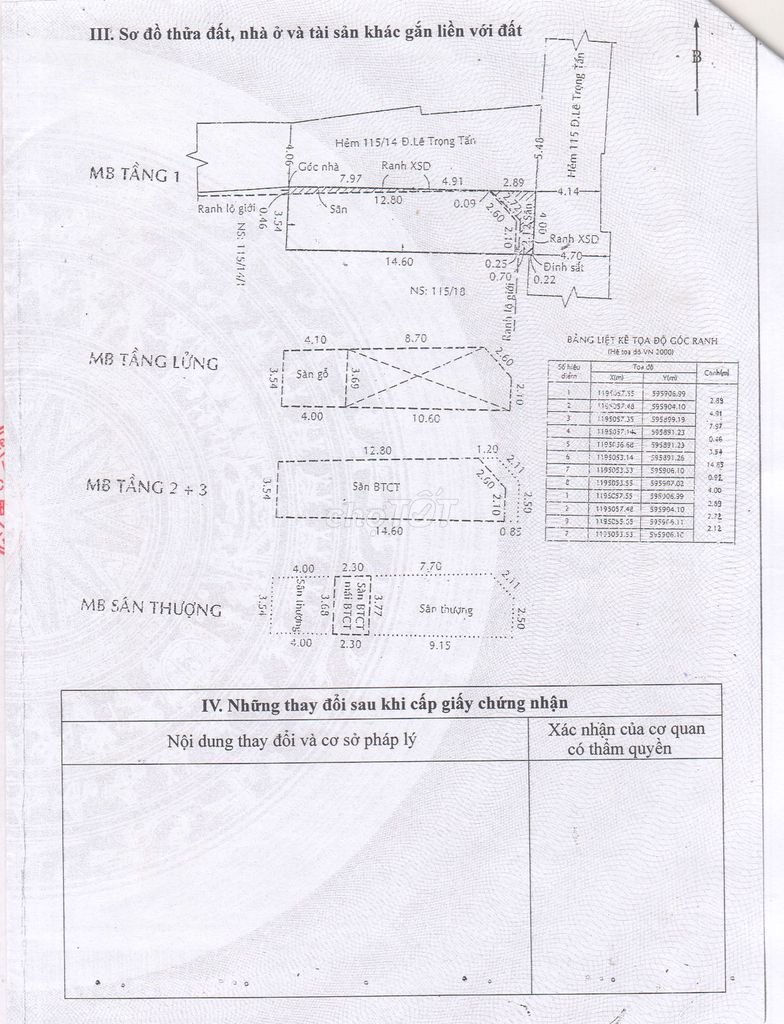 III. Sơ đồ thửa đất, nhà ở và tài sản khác gắn liền với đất
B
Hẻm 115 Đ.Lê Trọng Tấn
Hẻm 115/14 Đ.Lê Trọng Tấn
4.06
5.48
MB TẦNG 1
Góc nhà
7.97
Ranh XSD
4.91
2.89
4.14
Ranh lộ giới
0.46
Sân
12.80
0.09
2.60
2.72
Sân
2.12
4.00
3.54
2.10
Ranh XSD
NS: 115/14/1
14.60
0.25
4.70
0.70
Đinh sắt
0.22
NS: 115/18
Ranh lộ giới
MB TẦNG LỬNG
4.10
8.70
2.60
3.54
Sàn gỗ
3.69
2.10
4.00
10.60
BẢNG LIỆT KÊ TỌA ĐỘ GÓC RANH
(Hệ tọa độ VN 2000)
Số hiệu điểm
Tọa độ
X(m)
Y(m)
Cạnh(m)
1 1195057.55 595906.99
2.89
2 1195057.48 595904.10
4.91
3 1195057.35 595899.19
7.97
4 1195057.14 595891.23
0.46
5 1195056.68 595891.23
3.54
6 1195053.14 595891.26
14.85
7 1195053.53 595906.10
0.92
8 1195053.55 595907.02
4.00
1 1195057.55 595906.99
2.89
2 1195057.48 595904.10
2.72
9 1195055.65 595906.11
2.12
7 1195053.53 595906.10
MB TẦNG 2 + 3
12.80
1.20
2.11
3.54
Sàn BTCT
2.60
2.10
2.50
chợTỐT
14.60
0.85
MB SÂN THƯỢNG
4.00
2.30
7.70
2.11
3.54
Sân thượng
3.68
Sàn BTCT
mái BTCT
3.77
Sân thượng
2.50
4.00
2.30
9.15
IV. Những thay đổi sau khi cấp giấy chứng nhận
Nội dung thay đổi và cơ sở pháp lý
Xác nhận của cơ quan
có thẩm quyền